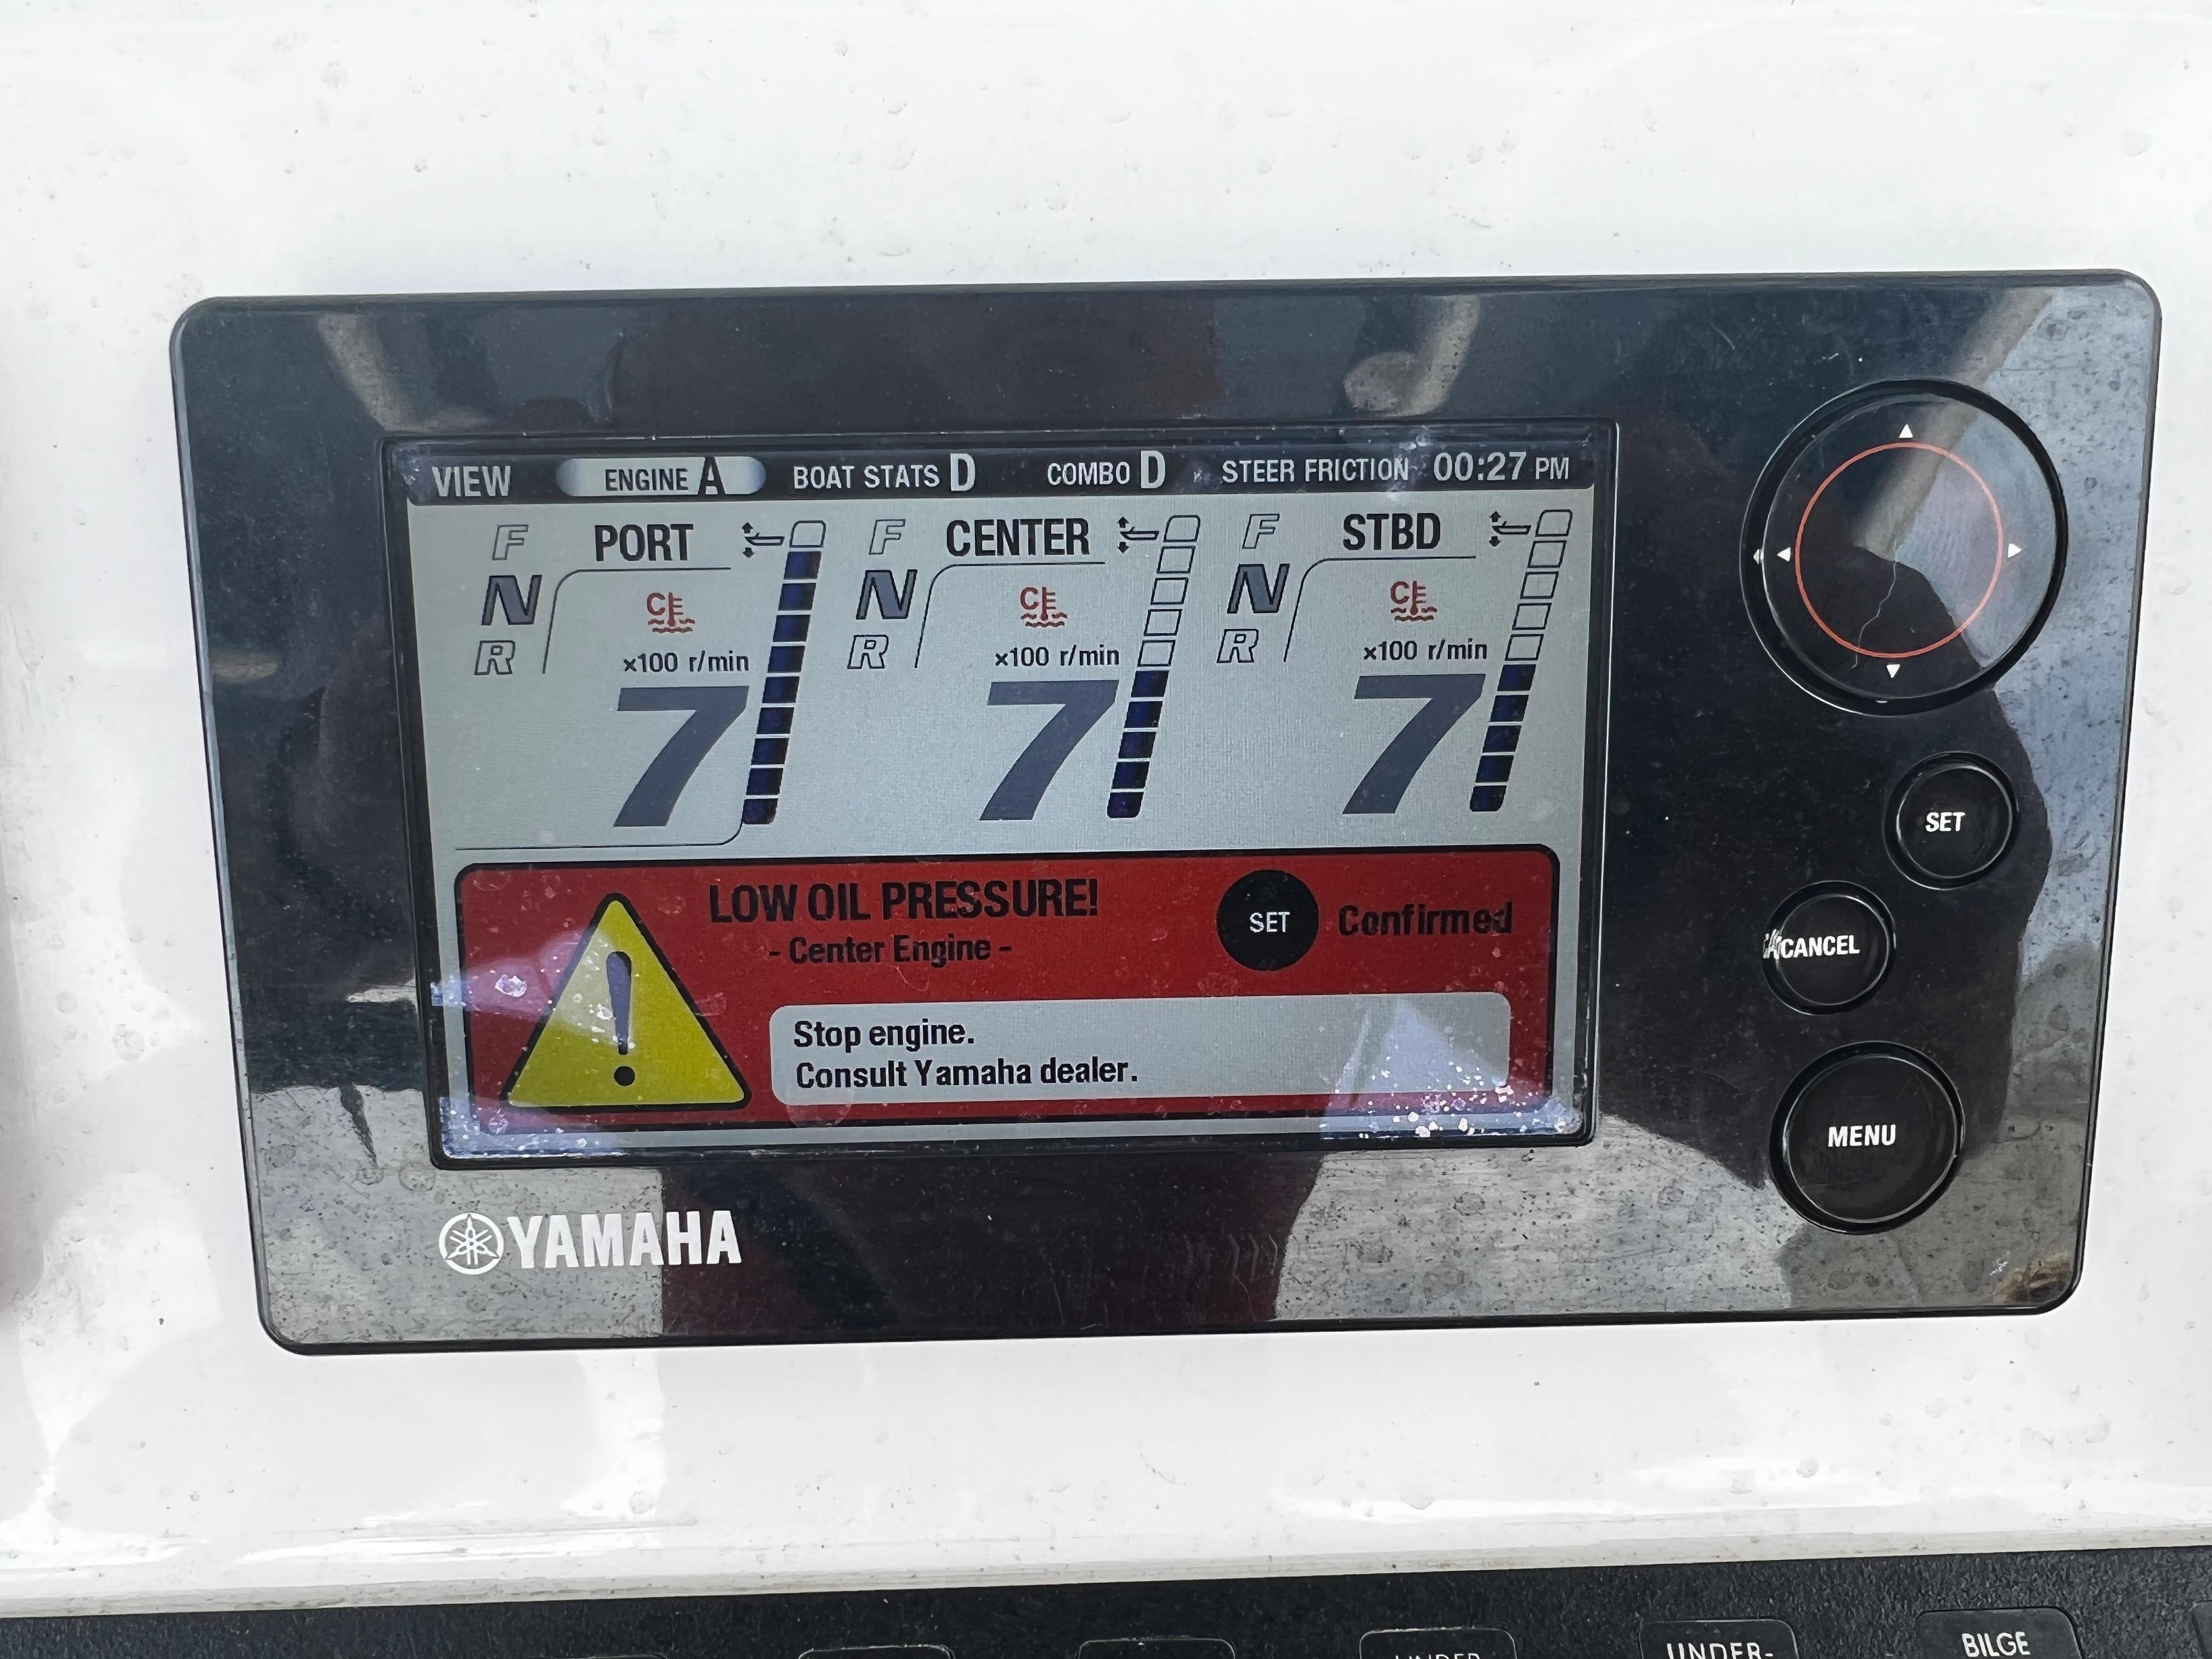 VIEW ENGINE A BOAT STATS D COMBO D STEER FRICTION 00:27 PM
F PORT F CENTER F STBD
N C N C N C
R ×100 r/min R ×100 r/min R ×100 r/min
7 7 7
LOW OIL PRESSURE! SET Confirmed
- Center Engine -
Stop engine.
Consult Yamaha dealer.
SET
CANCEL
MENU
YAMAHA
UNDER UNDER- BILGE